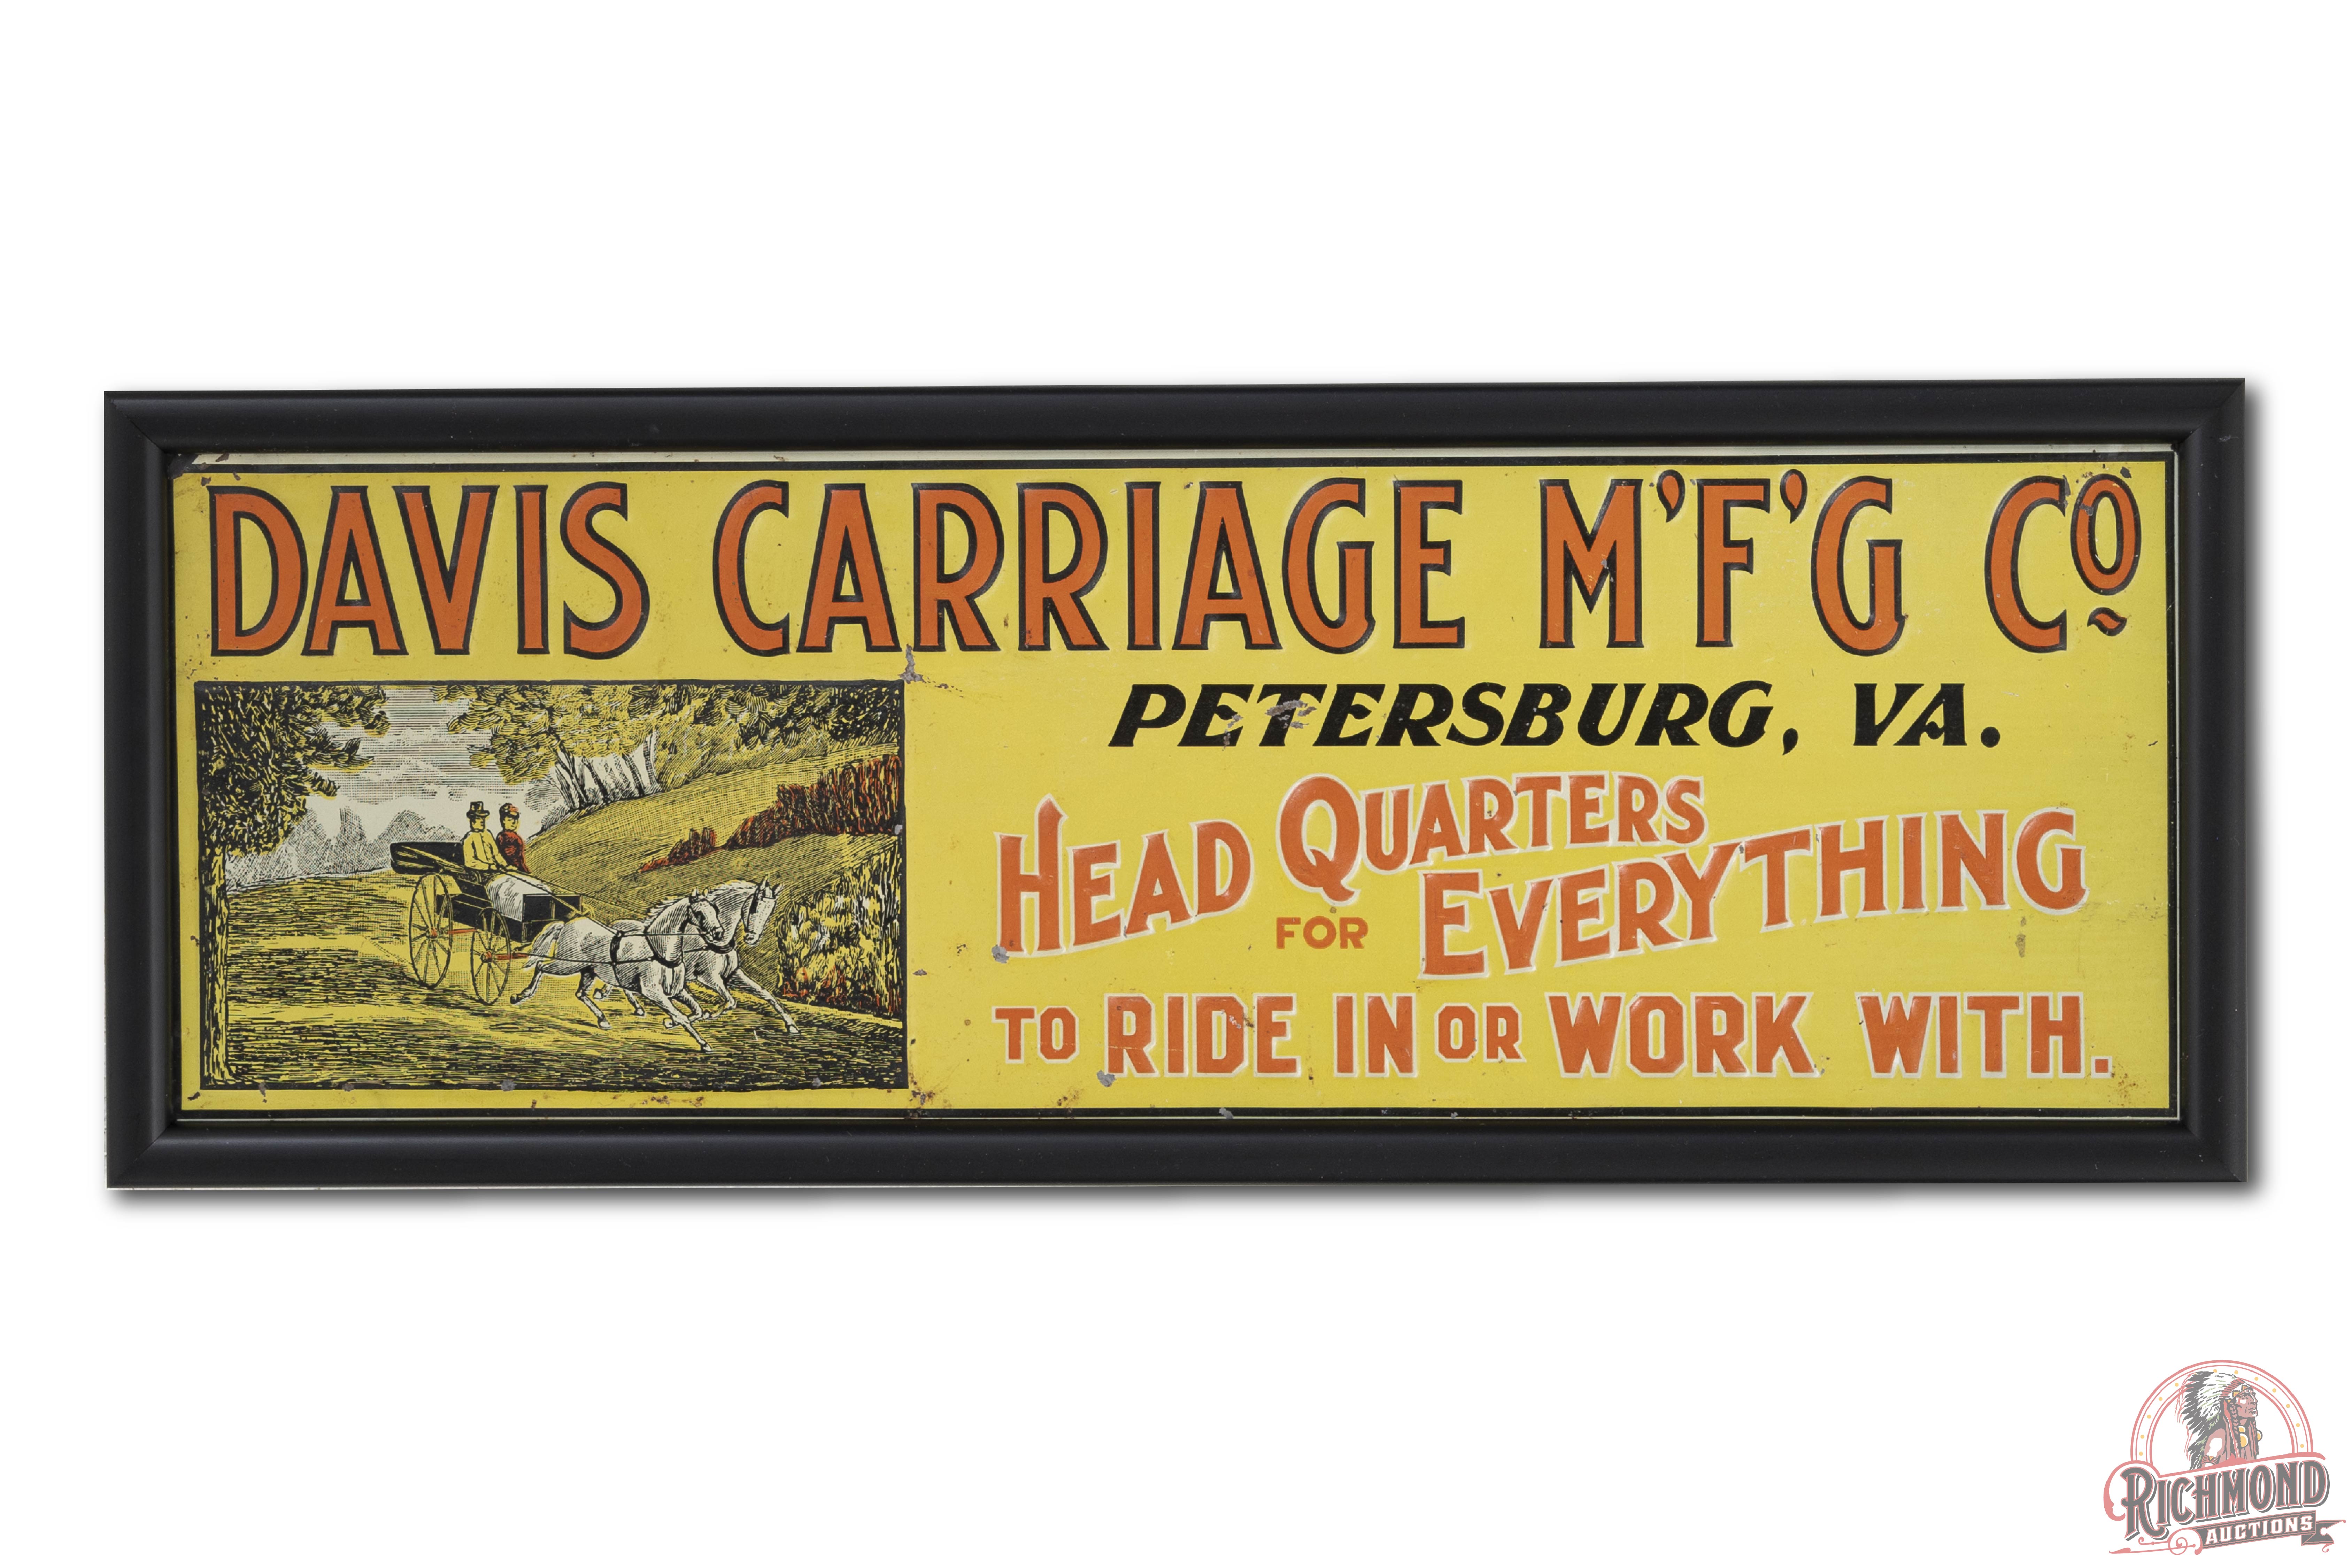 DAVIS CARRIAGE M'F'G CO
PETERSBURG, VA.
HEAD QUARTERS
FOR EVERYTHING
TO RIDE IN OR WORK WITH.
RICHMOND
AUCTIONS